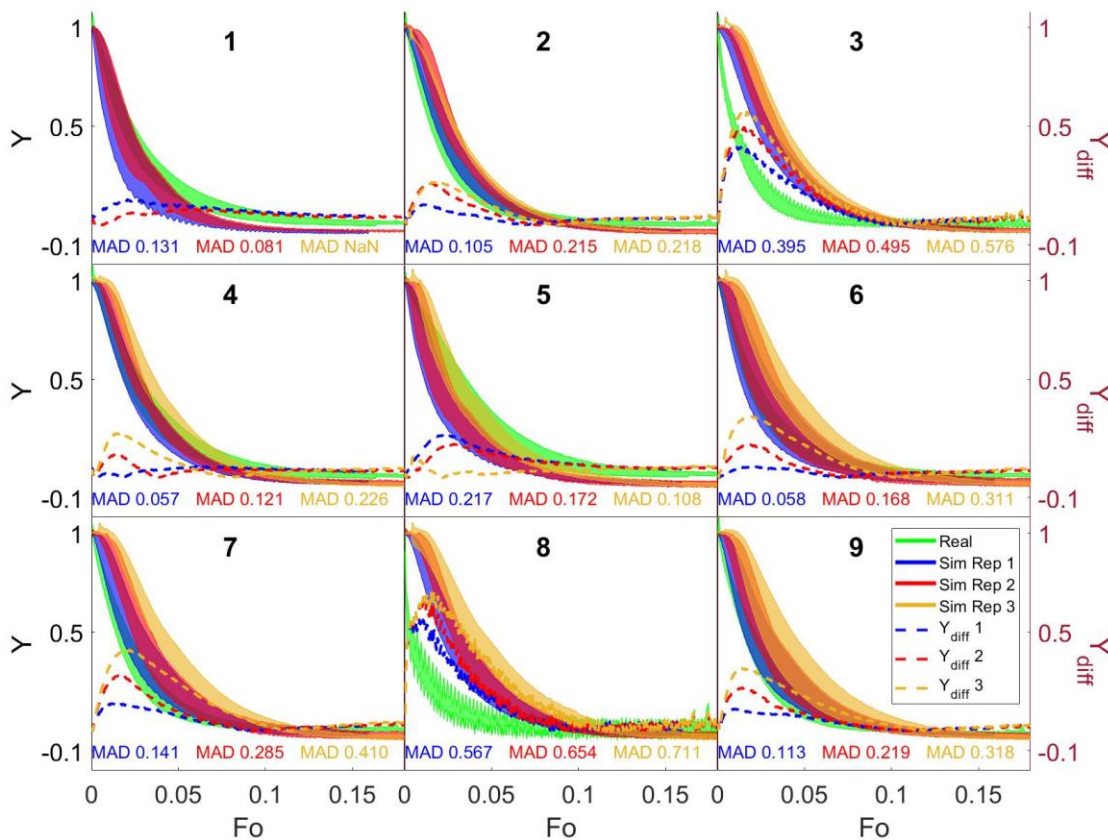 1 2 3
1 1
0.5 0.5
Y Y diff
-0.1 -0.1
MAD 0.131 MAD 0.081 MAD NaN MAD 0.105 MAD 0.215 MAD 0.218 MAD 0.395 MAD 0.495 MAD 0.576
4 5 6
1 1
0.5 0.5
Y Y diff
-0.1 -0.1
MAD 0.057 MAD 0.121 MAD 0.226 MAD 0.217 MAD 0.172 MAD 0.108 MAD 0.058 MAD 0.168 MAD 0.311
7 8 9
1 1
0.5 0.5
Y Y diff
-0.1 -0.1
Real
Sim Rep 1
Sim Rep 2
Sim Rep 3
Y diff 1
Y diff 2
Y diff 3
MAD 0.141 MAD 0.285 MAD 0.410 MAD 0.567 MAD 0.654 MAD 0.711 MAD 0.113 MAD 0.219 MAD 0.318
0 0.05 0.1 0.15 0 0.05 0.1 0.15 0 0.05 0.1 0.15
Fo Fo Fo